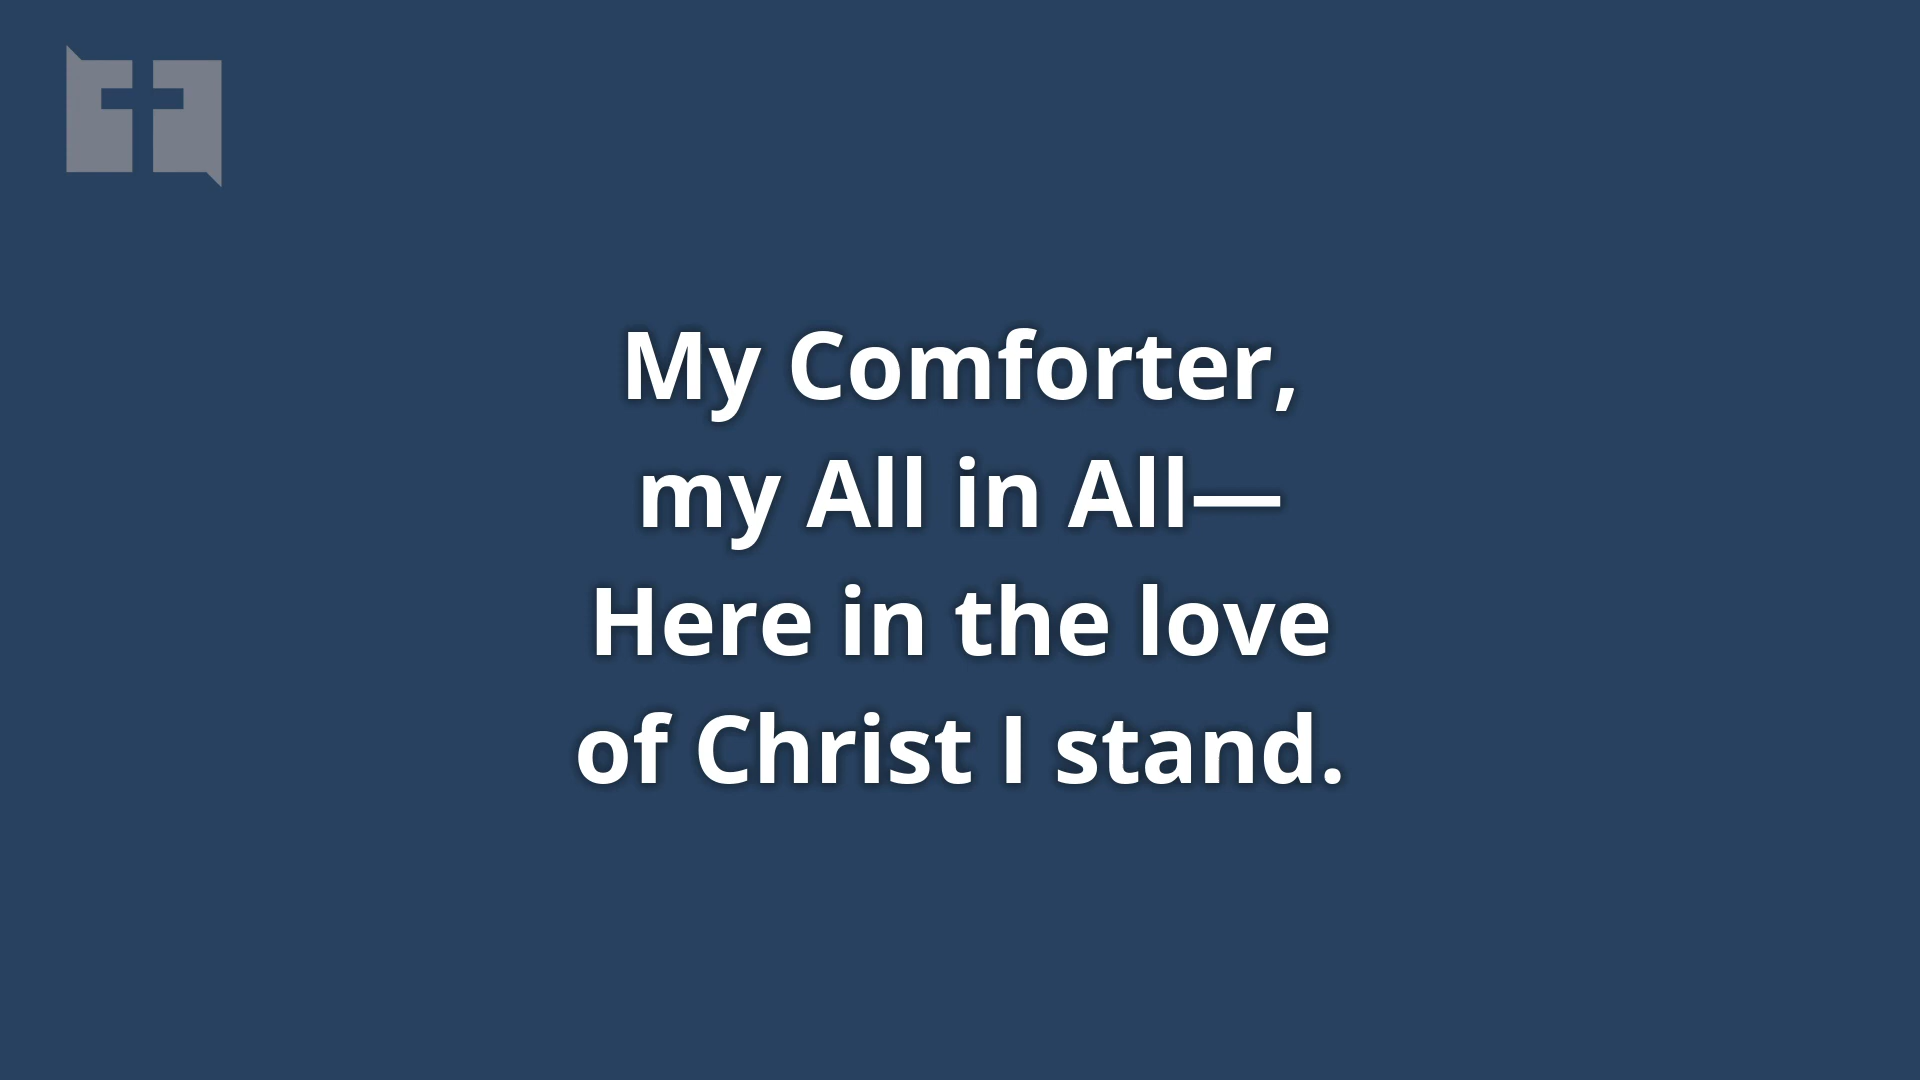 My Comforter,
my All in All—
Here in the love
of Christ I stand.